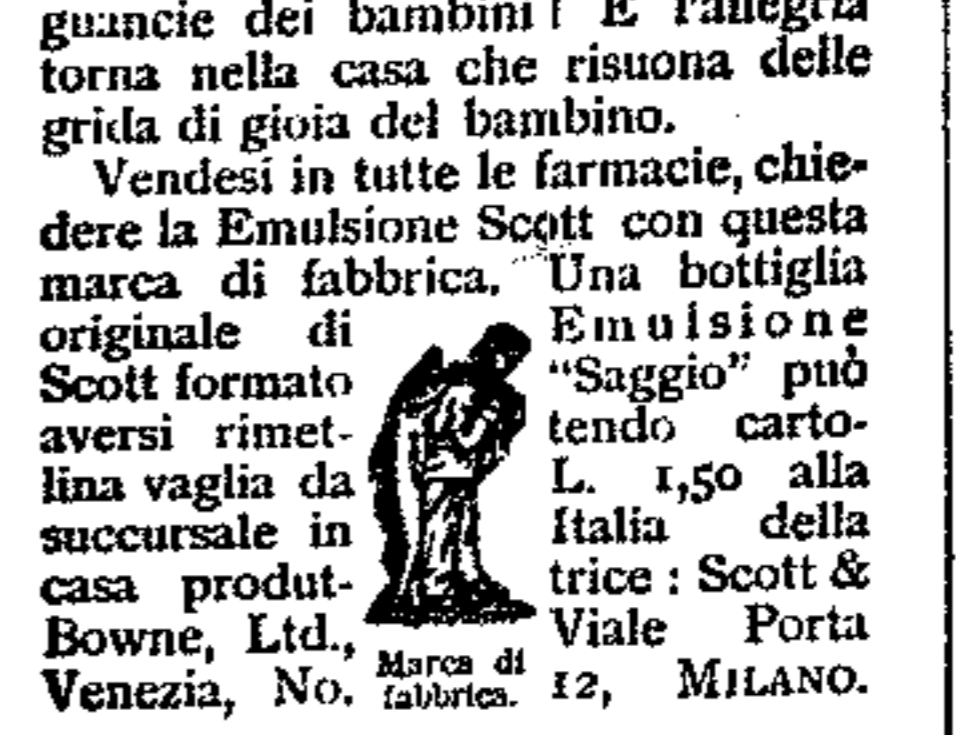 guancie dei bambini! E l'allegria
torna nella casa che risuona delle
grida di gioia del bambino.
Vendesi in tutte le farmacie, chie-
dere la Emulsione Scott con questa
marca di fabbrica. Una bottiglia
originale di Emulsione
Scott formato “Saggio” può
aversi rimet- tendo carto-
lina vaglia da L. 1,50 alla
succursale in Italia della
casa produt- trice : Scott &
Bowne, Ltd., Viale Porta
Venezia, No. 12, MILANO.
Marca di
fabbrica.